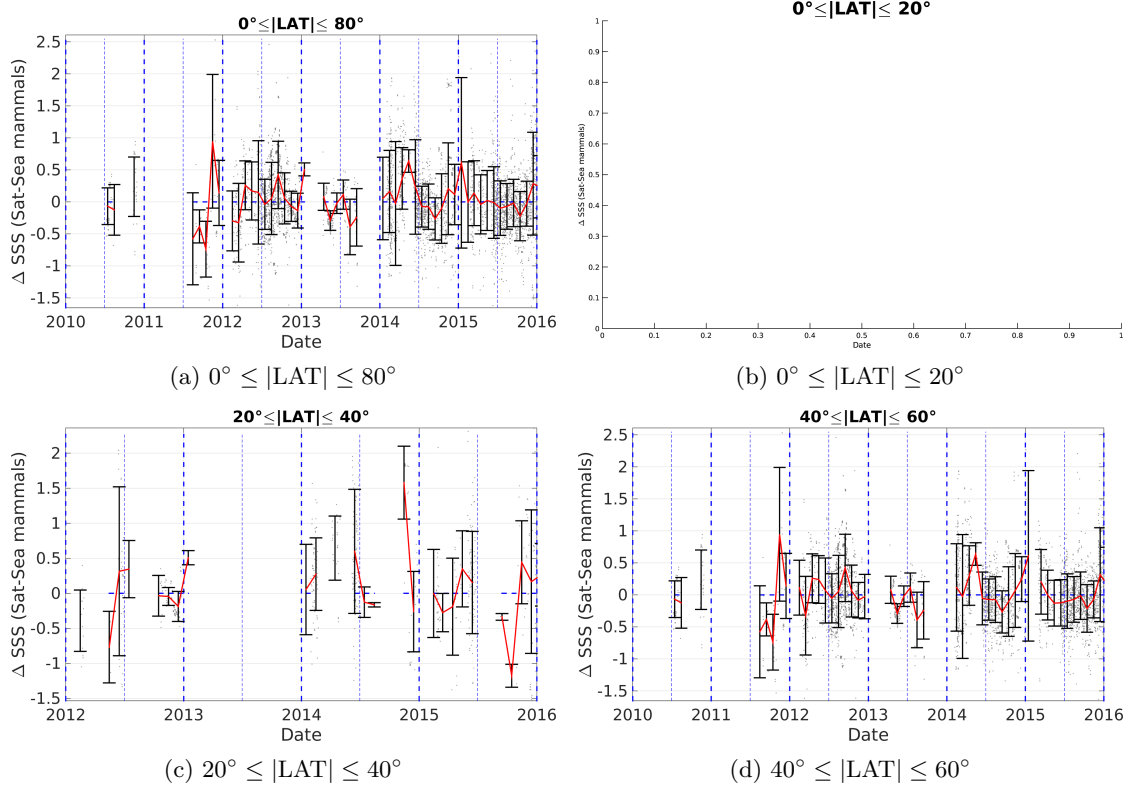 0°≤|LAT|≤ 80°
Δ SSS (Sat-Sea mammals)
2.5
2
1.5
1
0.5
0
-0.5
-1
-1.5
2010 2011 2012 2013 2014 2015 2016
Date
(a) 0° ≤ |LAT| ≤ 80°
0°≤|LAT|≤ 20°
Δ SSS (Sat-Sea mammals)
1
0.9
0.8
0.7
0.6
0.5
0.4
0.3
0.2
0.1
0
0 0.1 0.2 0.3 0.4 0.5 0.6 0.7 0.8 0.9 1
Date
(b) 0° ≤ |LAT| ≤ 20°
20°≤|LAT|≤ 40°
Δ SSS (Sat-Sea mammals)
2
1.5
1
0.5
0
-0.5
-1
-1.5
2012 2013 2014 2015 2016
Date
(c) 20° ≤ |LAT| ≤ 40°
40°≤|LAT|≤ 60°
Δ SSS (Sat-Sea mammals)
2.5
2
1.5
1
0.5
0
-0.5
-1
-1.5
2010 2011 2012 2013 2014 2015 2016
Date
(d) 40° ≤ |LAT| ≤ 60°